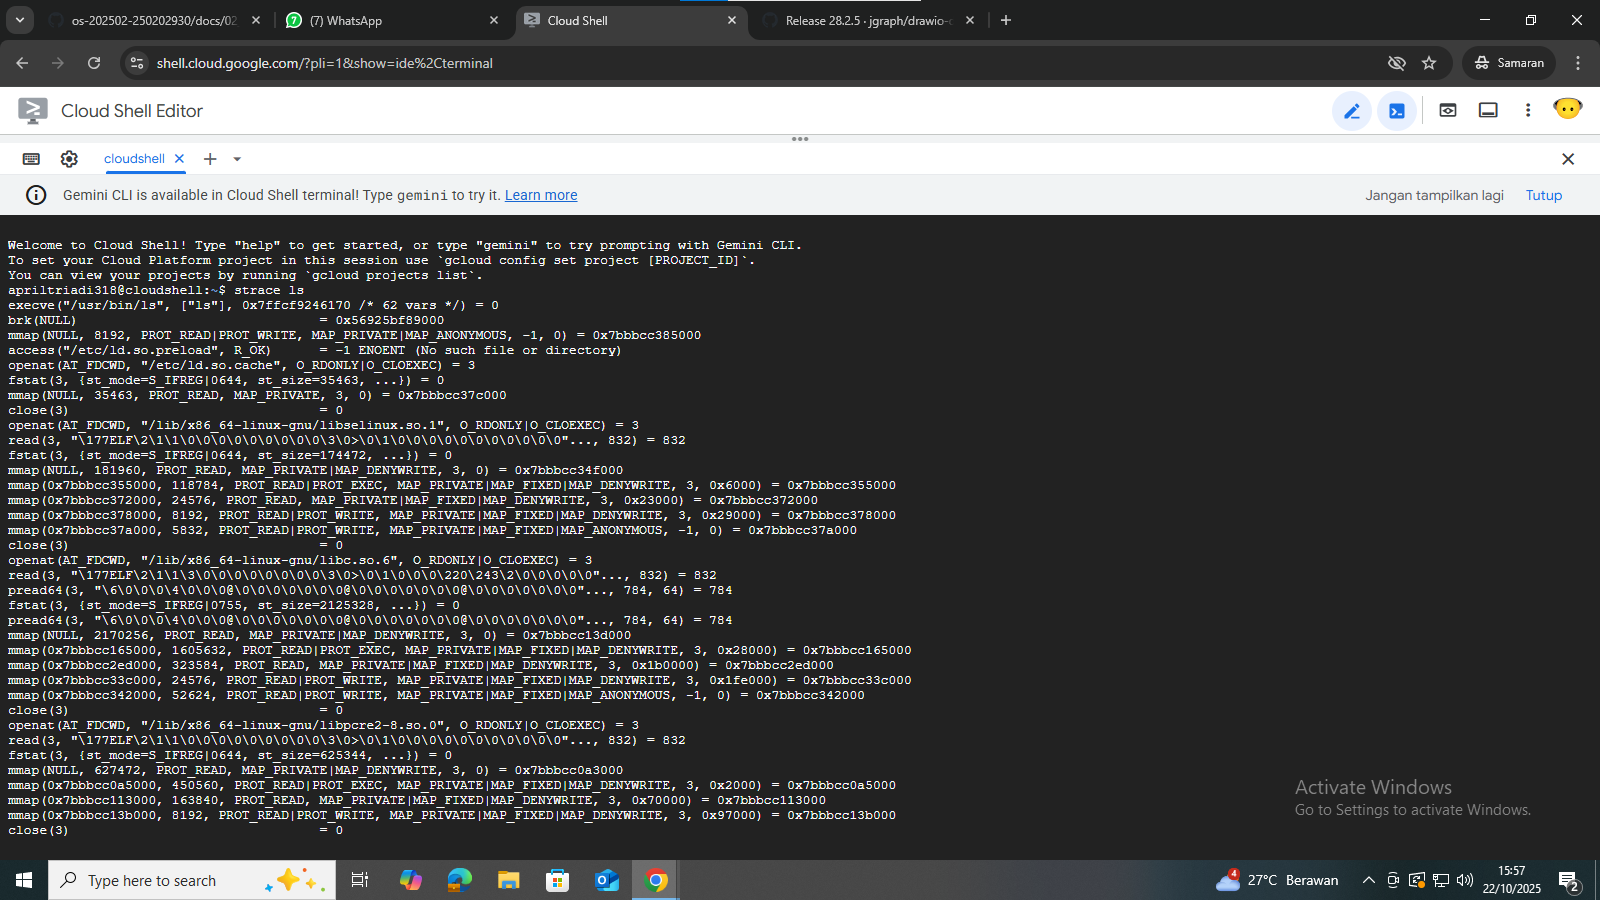 os-202502-250202930/docs/02
(7) WhatsApp
Cloud Shell
Release 28.2.5 · jgraph/drawio-d
shell.cloud.google.com/?pli=1&show=ide%2Cterminal
Samaran
Cloud Shell Editor
cloudshell
Gemini CLI is available in Cloud Shell terminal! Type gemini to try it. Learn more
Jangan tampilkan lagi
Tutup
Welcome to Cloud Shell! Type "help" to get started, or type "gemini" to try prompting with Gemini CLI.
To set your Cloud Platform project in this session use `gcloud config set project [PROJECT_ID]`.
You can view your projects by running `gcloud projects list`.
apriltriadi318@cloudshell:~$ strace ls
execve("/usr/bin/ls", ["ls"], 0x7ffcf9246170 /* 62 vars */) = 0
brk(NULL)                               = 0x56925bf89000
mmap(NULL, 8192, PROT_READ|PROT_WRITE, MAP_PRIVATE|MAP_ANONYMOUS, -1, 0) = 0x7bbbcc385000
access("/etc/ld.so.preload", R_OK)      = -1 ENOENT (No such file or directory)
openat(AT_FDCWD, "/etc/ld.so.cache", O_RDONLY|O_CLOEXEC) = 3
fstat(3, {st_mode=S_IFREG|0644, st_size=35463, ...}) = 0
mmap(NULL, 35463, PROT_READ, MAP_PRIVATE, 3, 0) = 0x7bbbcc37c000
close(3)                                = 0
openat(AT_FDCWD, "/lib/x86_64-linux-gnu/libselinux.so.1", O_RDONLY|O_CLOEXEC) = 3
read(3, "\177ELF\2\1\1\0\0\0\0\0\0\0\0\0\3\0>\0\1\0\0\0\0\0\0\0\0\0\0\0"..., 832) = 832
fstat(3, {st_mode=S_IFREG|0644, st_size=174472, ...}) = 0
mmap(NULL, 181960, PROT_READ, MAP_PRIVATE|MAP_DENYWRITE, 3, 0) = 0x7bbbcc34f000
mmap(0x7bbbcc355000, 118784, PROT_READ|PROT_EXEC, MAP_PRIVATE|MAP_FIXED|MAP_DENYWRITE, 3, 0x6000) = 0x7bbbcc355000
mmap(0x7bbbcc372000, 24576, PROT_READ, MAP_PRIVATE|MAP_FIXED|MAP_DENYWRITE, 3, 0x23000) = 0x7bbbcc372000
mmap(0x7bbbcc378000, 8192, PROT_READ|PROT_WRITE, MAP_PRIVATE|MAP_FIXED|MAP_DENYWRITE, 3, 0x29000) = 0x7bbbcc378000
mmap(0x7bbbcc37a000, 5832, PROT_READ|PROT_WRITE, MAP_PRIVATE|MAP_FIXED|MAP_ANONYMOUS, -1, 0) = 0x7bbbcc37a000
close(3)                                = 0
openat(AT_FDCWD, "/lib/x86_64-linux-gnu/libc.so.6", O_RDONLY|O_CLOEXEC) = 3
read(3, "\177ELF\2\1\1\3\0\0\0\0\0\0\0\0\3\0>\0\1\0\0\0\220\243\2\0\0\0\0\0"..., 832) = 832
pread64(3, "\6\0\0\0\4\0\0\0@\0\0\0\0\0\0\0@\0\0\0\0\0\0\0@\0\0\0\0\0\0\0"..., 784, 64) = 784
fstat(3, {st_mode=S_IFREG|0755, st_size=2125328, ...}) = 0
pread64(3, "\6\0\0\0\4\0\0\0@\0\0\0\0\0\0\0@\0\0\0\0\0\0\0@\0\0\0\0\0\0\0"..., 784, 64) = 784
mmap(NULL, 2170256, PROT_READ, MAP_PRIVATE|MAP_DENYWRITE, 3, 0) = 0x7bbbcc13d000
mmap(0x7bbbcc165000, 1605632, PROT_READ|PROT_EXEC, MAP_PRIVATE|MAP_FIXED|MAP_DENYWRITE, 3, 0x28000) = 0x7bbbcc165000
mmap(0x7bbbcc2ed000, 323584, PROT_READ, MAP_PRIVATE|MAP_FIXED|MAP_DENYWRITE, 3, 0x1b0000) = 0x7bbbcc2ed000
mmap(0x7bbbcc33c000, 24576, PROT_READ|PROT_WRITE, MAP_PRIVATE|MAP_FIXED|MAP_DENYWRITE, 3, 0x1fe000) = 0x7bbbcc33c000
mmap(0x7bbbcc342000, 52624, PROT_READ|PROT_WRITE, MAP_PRIVATE|MAP_FIXED|MAP_ANONYMOUS, -1, 0) = 0x7bbbcc342000
close(3)                                = 0
openat(AT_FDCWD, "/lib/x86_64-linux-gnu/libpcre2-8.so.0", O_RDONLY|O_CLOEXEC) = 3
read(3, "\177ELF\2\1\1\0\0\0\0\0\0\0\0\0\3\0>\0\1\0\0\0\0\0\0\0\0\0\0\0"..., 832) = 832
fstat(3, {st_mode=S_IFREG|0644, st_size=625344, ...}) = 0
mmap(NULL, 627472, PROT_READ, MAP_PRIVATE|MAP_DENYWRITE, 3, 0) = 0x7bbbcc0a3000
mmap(0x7bbbcc0a5000, 450560, PROT_READ|PROT_EXEC, MAP_PRIVATE|MAP_FIXED|MAP_DENYWRITE, 3, 0x2000) = 0x7bbbcc0a5000
mmap(0x7bbbcc113000, 163840, PROT_READ, MAP_PRIVATE|MAP_FIXED|MAP_DENYWRITE, 3, 0x70000) = 0x7bbbcc113000
mmap(0x7bbbcc13b000, 8192, PROT_READ|PROT_WRITE, MAP_PRIVATE|MAP_FIXED|MAP_DENYWRITE, 3, 0x97000) = 0x7bbbcc13b000
close(3)                                = 0
Activate Windows
Go to Settings to activate Windows.
Type here to search
4
27°C Berawan
15:57
22/10/2025
2